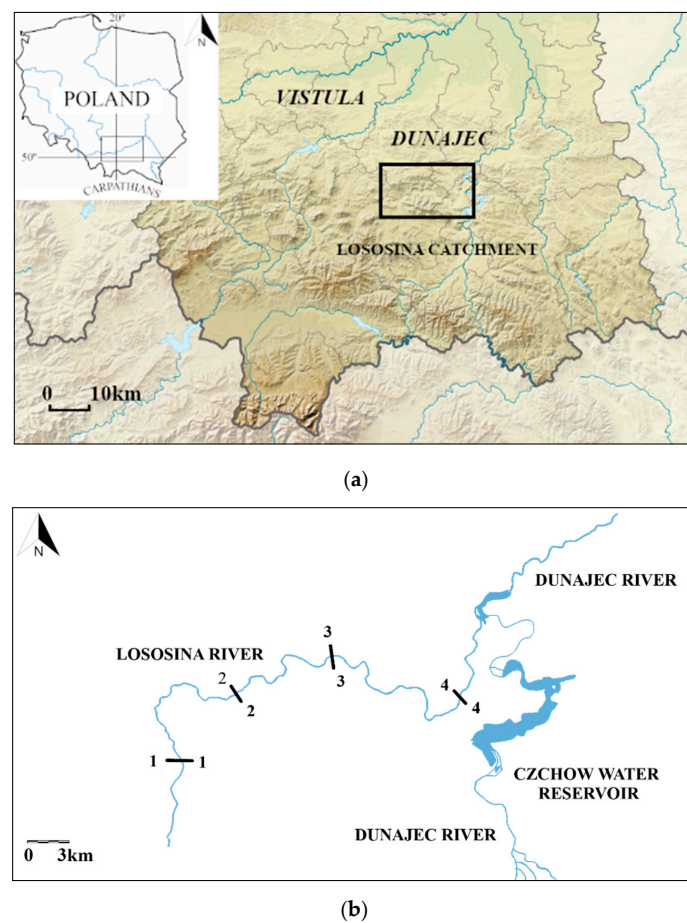 20°
N
POLAND
50°
CARPATHIANS
VISTULA
DUNAJEC
LOSOSINA CATCHMENT
0 10km
(a)
N
DUNAJEC RIVER
LOSOSINA RIVER
3
3
2
2
4
4
1 1
CZCHOW WATER
RESERVOIR
DUNAJEC RIVER
0 3km
(b)